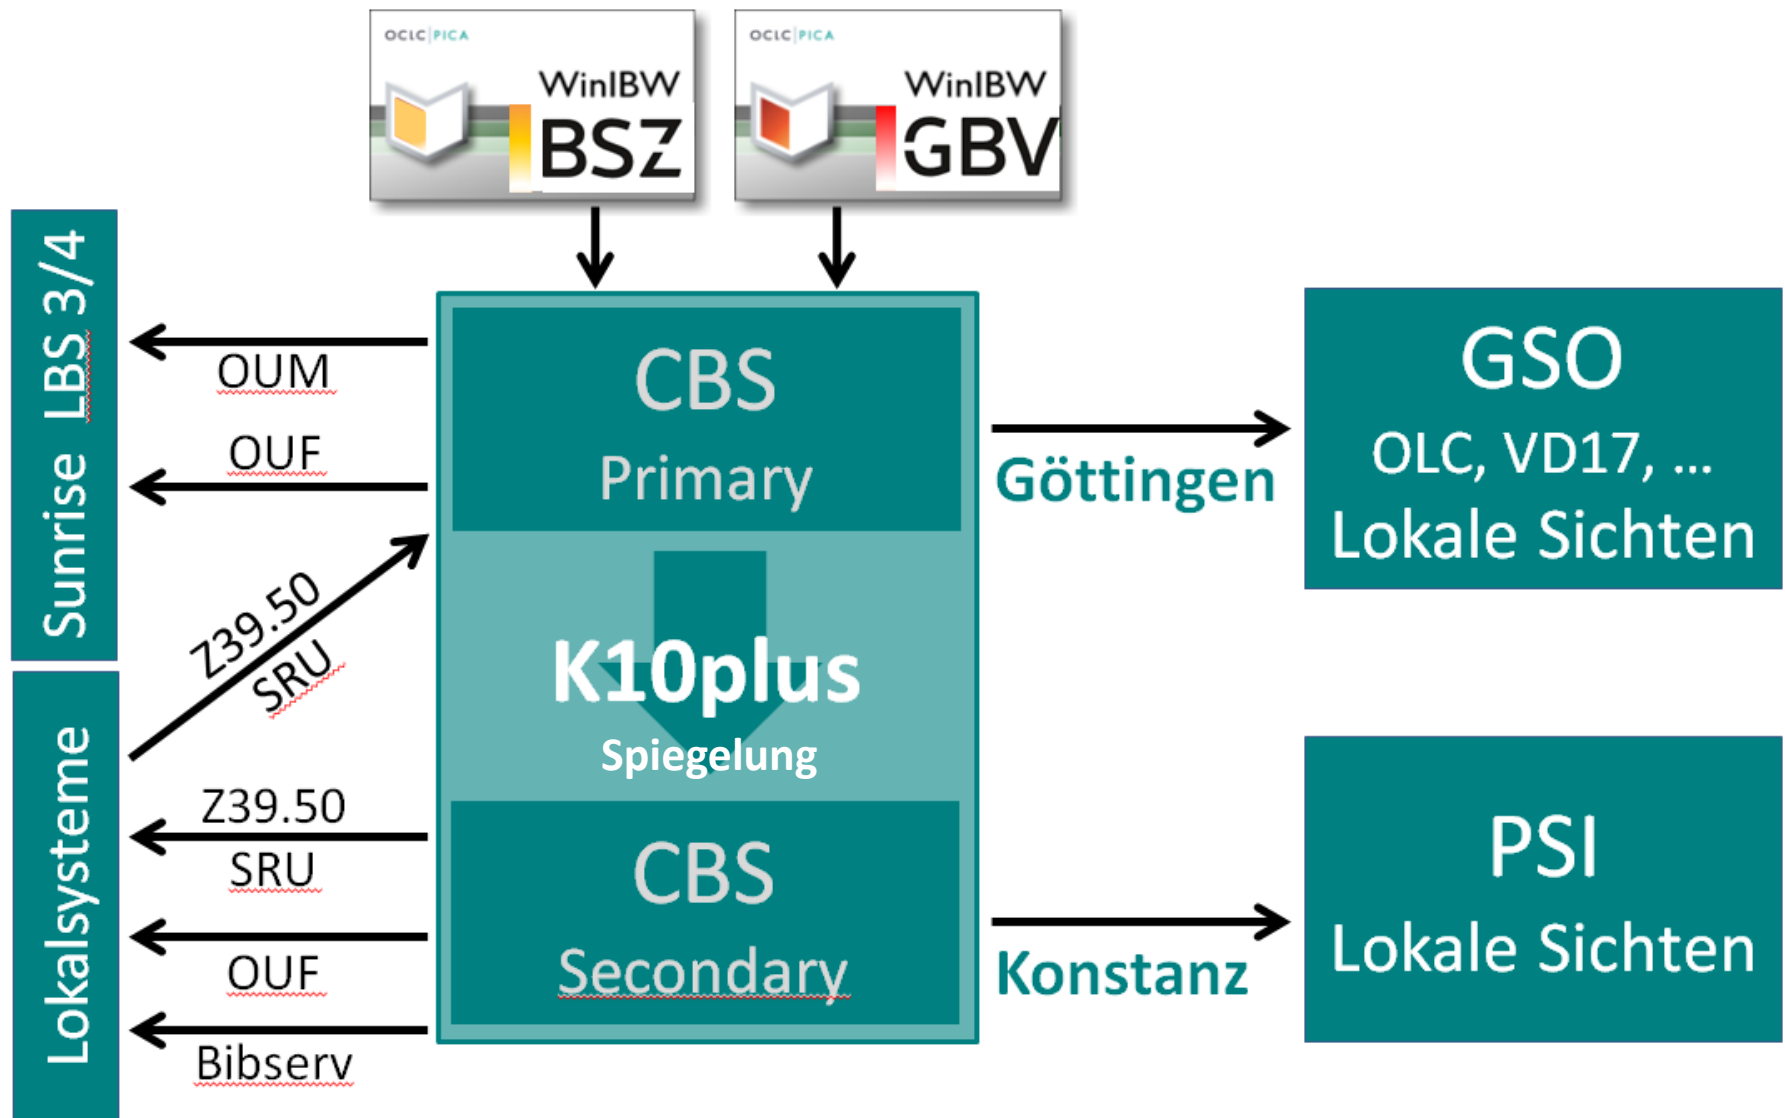 OCLC|PICA
WinIBW
BSZ
OCLC|PICA
WinIBW
GBV
Sunrise LBS 3/4
Lokalsysteme
OUM
OUF
Z39.50
SRU
Z39.50
SRU
OUF
Bibserv
CBS
Primary
K10plus
Spiegelung
CBS
Secondary
Göttingen
Konstanz
GSO
OLC, VD17, ...
Lokale Sichten
PSI
Lokale Sichten